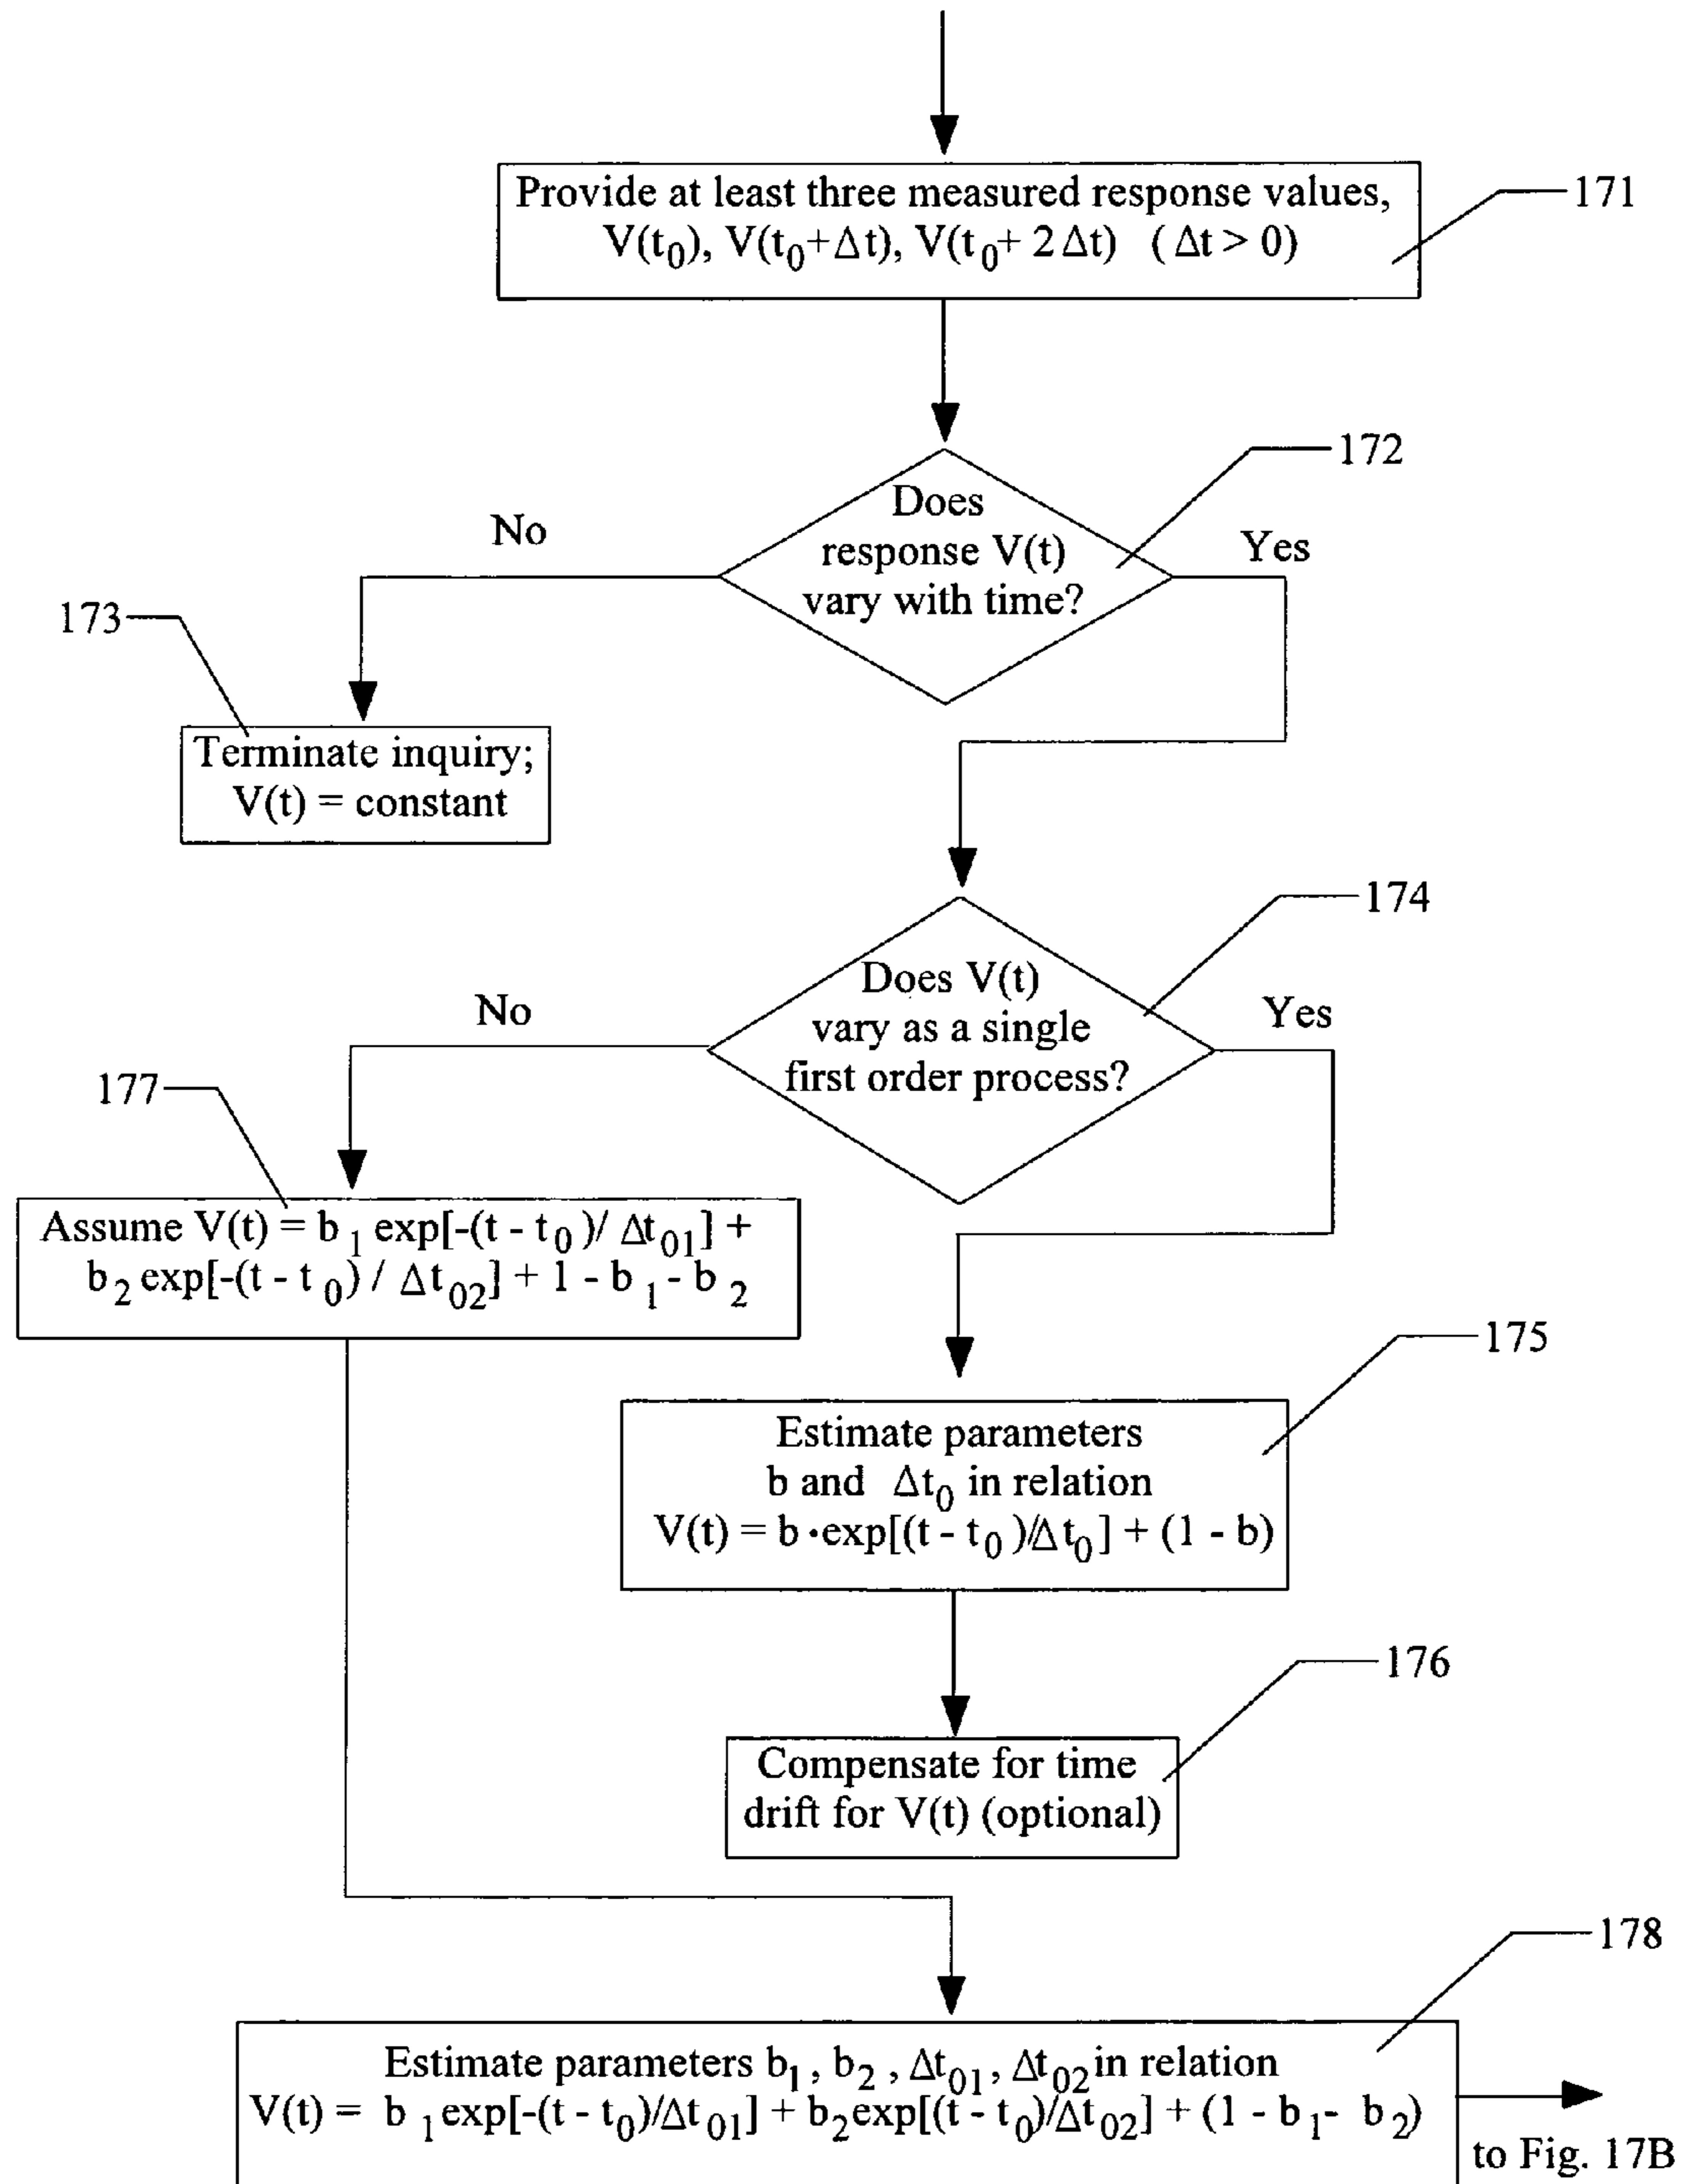 Provide at least three measured response values,
V(t₀), V(t₀+Δt), V(t₀+ 2Δt) (Δt > 0)
171
172
Does
response V(t)
vary with time?
No
Yes
173
Terminate inquiry;
V(t) = constant
174
Does V(t)
vary as a single
first order process?
No
Yes
177
Assume V(t) = b₁ exp[-(t - t₀)/ Δt₀₁] +
b₂ exp[-(t - t₀) / Δt₀₂] + 1 - b₁ - b₂
175
Estimate parameters
b and Δt₀ in relation
V(t) = b·exp[(t - t₀)/Δt₀] + (1 - b)
176
Compensate for time
drift for V(t) (optional)
178
Estimate parameters b₁, b₂, Δt₀₁, Δt₀₂ in relation
V(t) = b₁ exp[-(t - t₀)/Δt₀₁] + b₂exp[(t - t₀)/Δt₀₂] + (1 - b₁- b₂)
to Fig. 17B